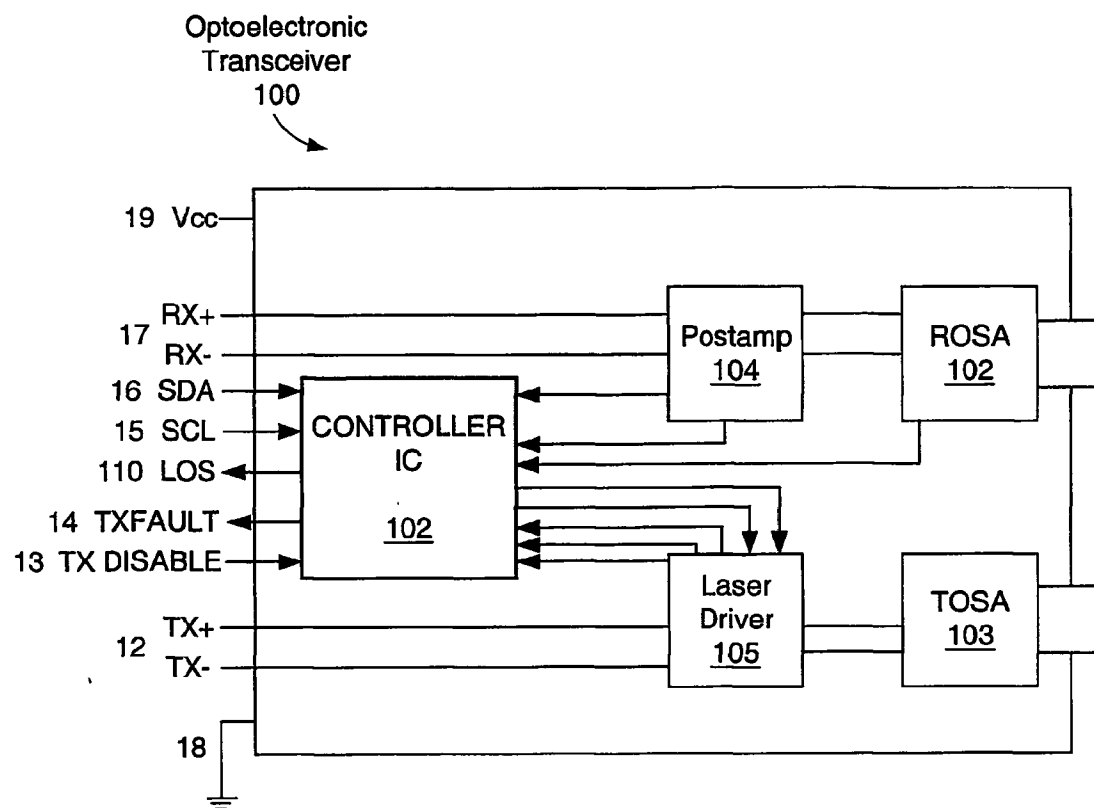 Optoelectronic
Transceiver
100
19 Vcc
17 RX+
RX-
16 SDA
15 SCL
110 LOS
14 TXFAULT
13 TX DISABLE
12 TX+
TX-
18
CONTROLLER
IC
102
Postamp
104
ROSA
102
Laser
Driver
105
TOSA
103